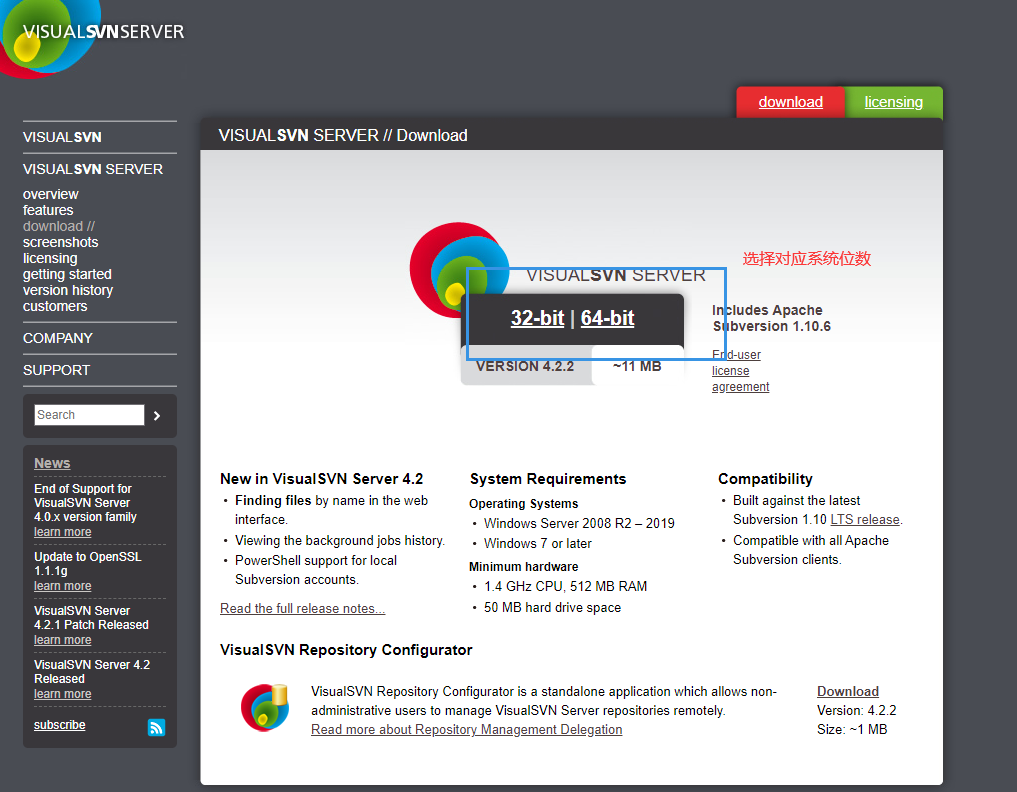 VISUALSVNSERVER
download
licensing
VISUALSVN
VISUALSVN SERVER
overview
features
download //
screenshots
licensing
getting started
version history
customers
COMPANY
SUPPORT
Search
News
End of Support for
VisualSVN Server
4.0.x version family
learn more
Update to OpenSSL
1.1.1g
learn more
VisualSVN Server
4.2.1 Patch Released
learn more
VisualSVN Server 4.2
Released
learn more
subscribe
VISUALSVN SERVER // Download
选择对应系统位数
VISUALSVN SERVER
32-bit | 64-bit
VERSION 4.2.2
~11 MB
Includes Apache
Subversion 1.10.6
End-user
license
agreement
New in VisualSVN Server 4.2
• Finding files by name in the web
interface.
• Viewing the background jobs history.
• PowerShell support for local
Subversion accounts.
Read the full release notes...
System Requirements
Operating Systems
• Windows Server 2008 R2 – 2019
• Windows 7 or later
Minimum hardware
• 1.4 GHz CPU, 512 MB RAM
• 50 MB hard drive space
Compatibility
• Built against the latest
Subversion 1.10 LTS release.
• Compatible with all Apache
Subversion clients.
VisualSVN Repository Configurator
VisualSVN Repository Configurator is a standalone application which allows non-
administrative users to manage VisualSVN Server repositories remotely.
Read more about Repository Management Delegation
Download
Version: 4.2.2
Size: ~1 MB